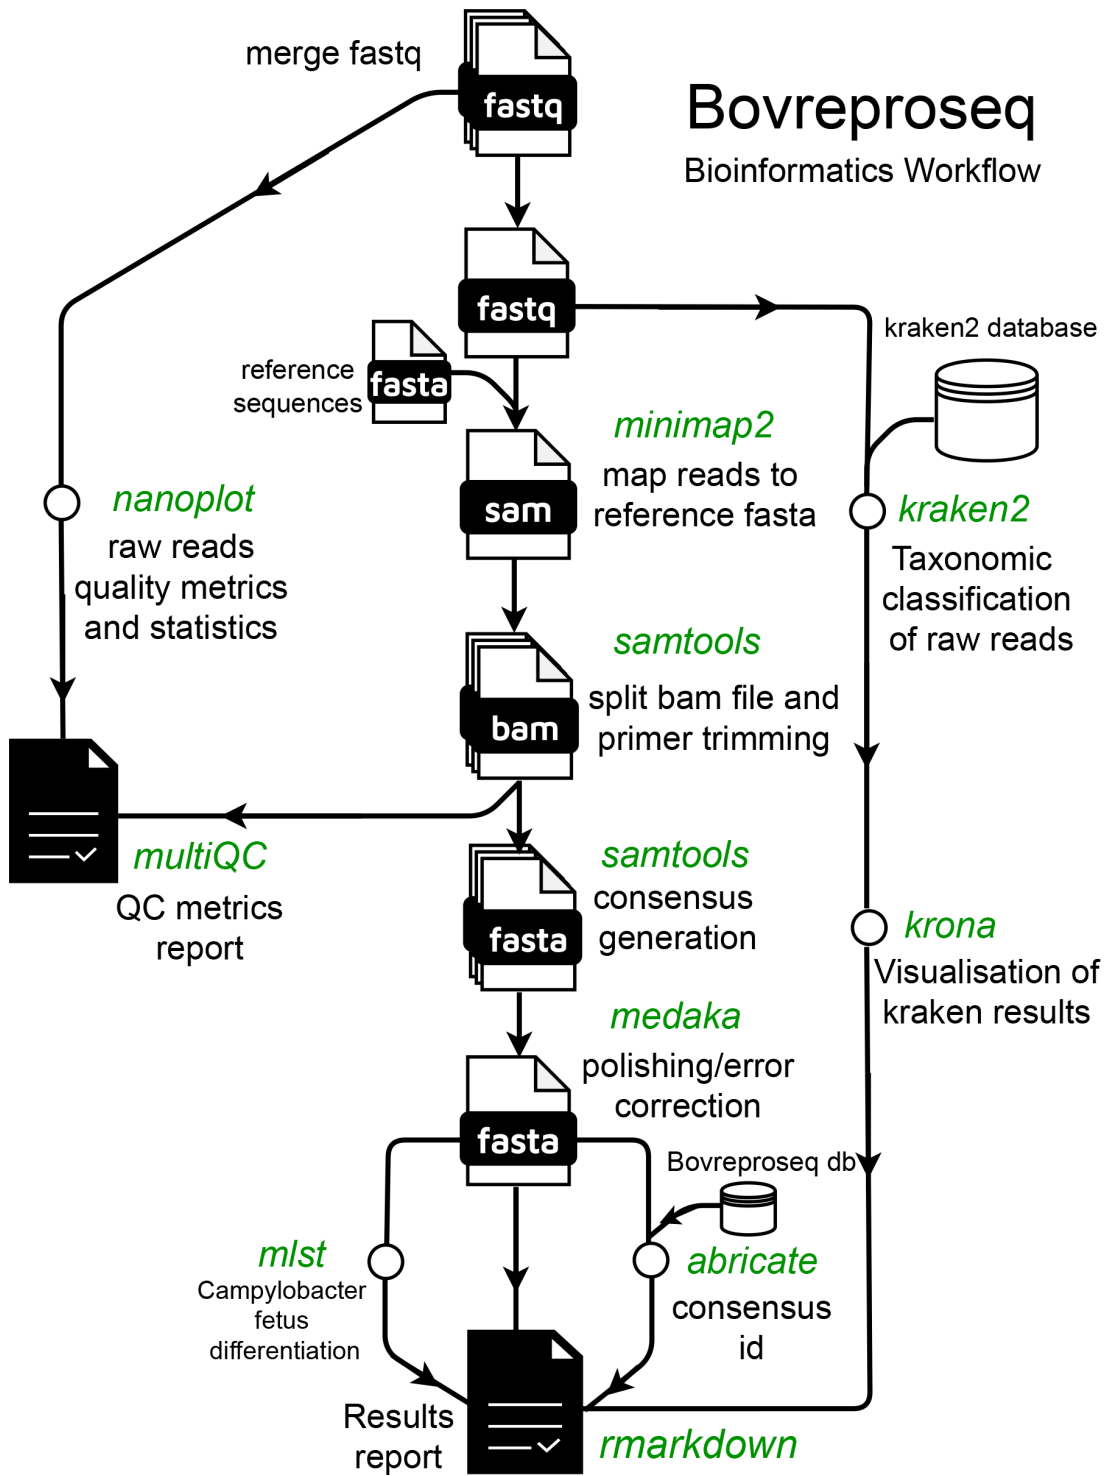 merge fastq
fastq
Bovreproseq
Bioinformatics Workflow
fastq
kraken2 database
reference
sequences
fasta
minimap2
map reads to
reference fasta
sam
nanoplot
raw reads
quality metrics
and statistics
kraken2
Taxonomic
classification
of raw reads
samtools
split bam file and
primer trimming
bam
multiQC
QC metrics
report
samtools
consensus
generation
fasta
krona
Visualisation of
kraken results
medaka
polishing/error
correction
fasta
Bovreproseq db
mlst
Campylobacter
fetus
differentiation
abricate
consensus
id
Results
report
rmarkdown